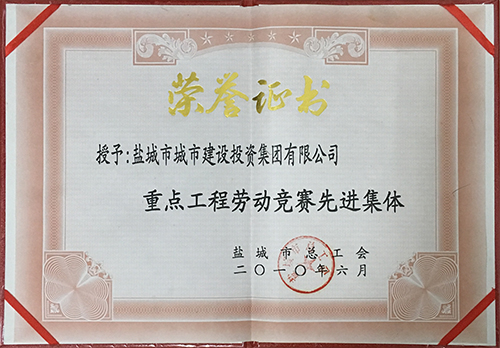 荣誉证书
授予:盐城市城市建设投资集团有限公司
重点工程劳动竞赛先进集体
盐城市总工会
二〇一〇年六月